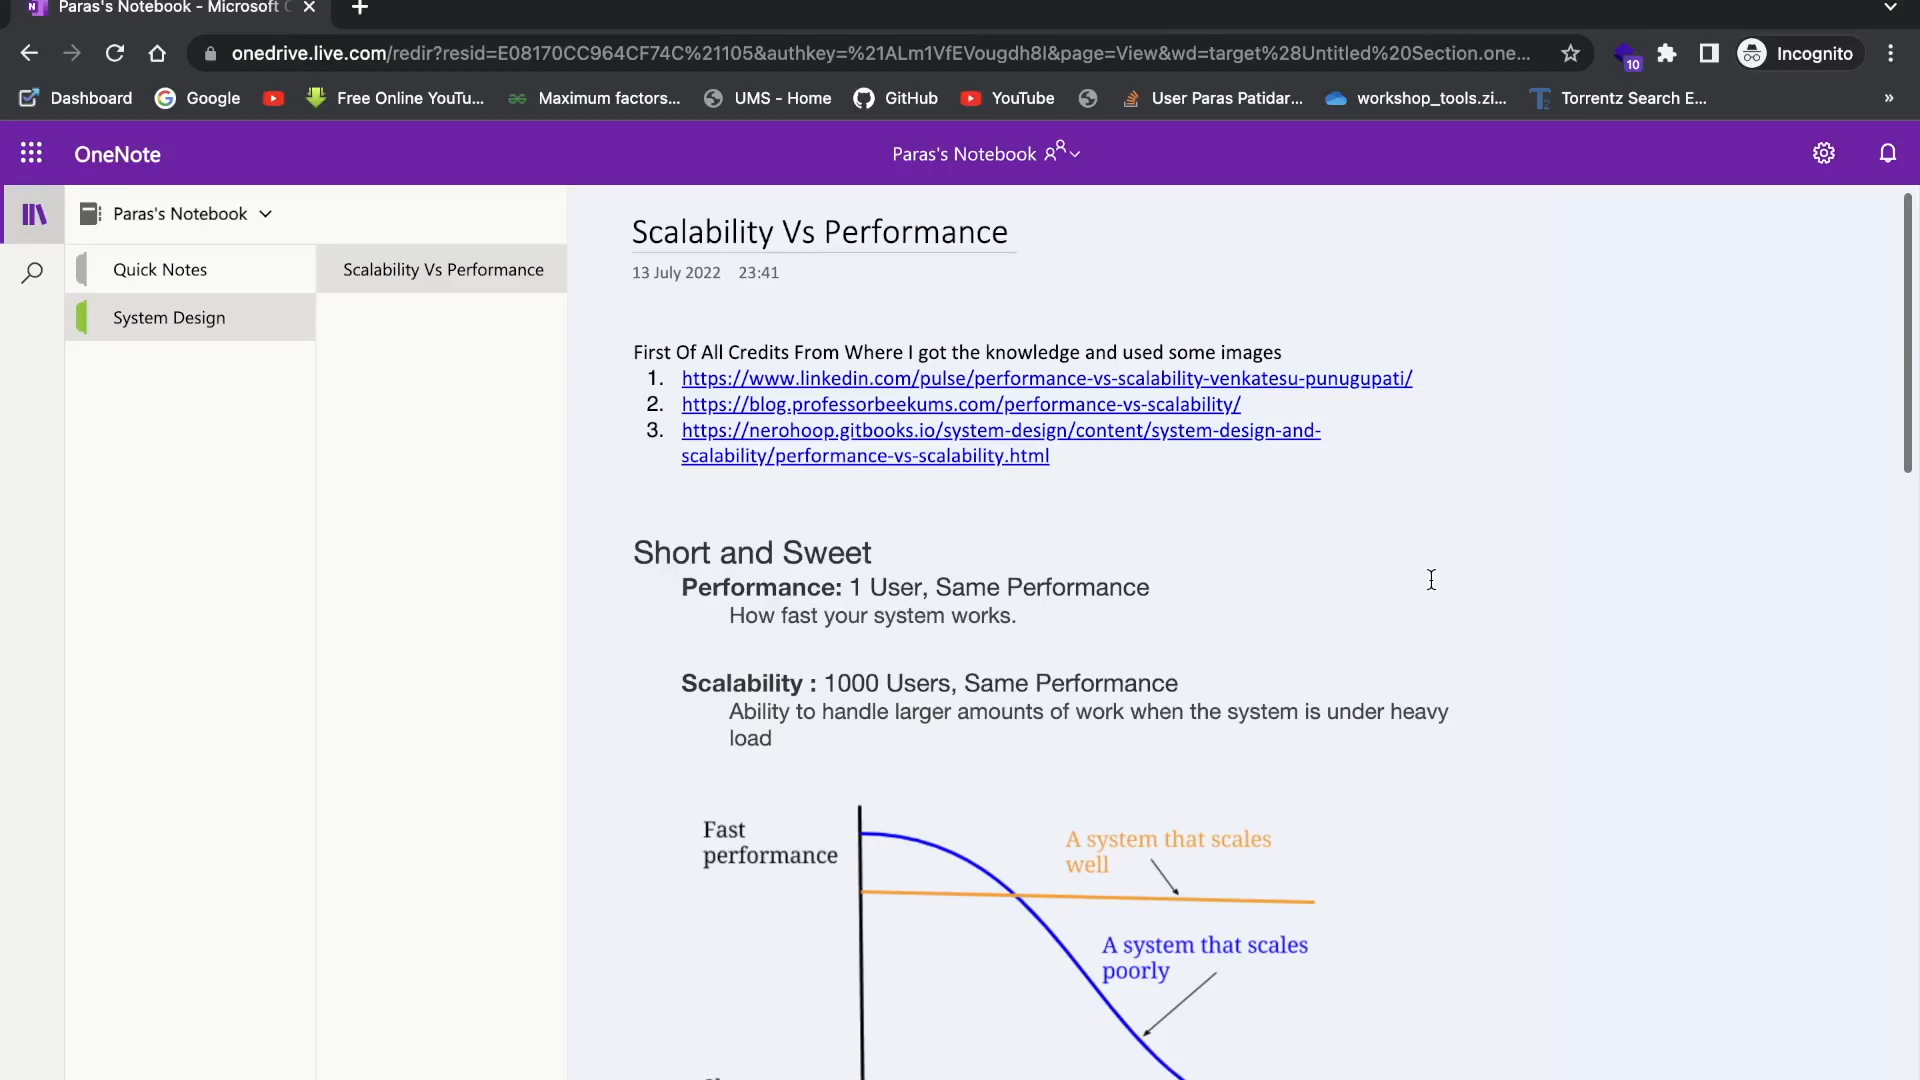 Paras's Notebook - Microsoft
onedrive.live.com/redir?resid=E08170CC964CF74C%21105&authkey=%21ALm1VfEVougdh8I&page=View&wd=target%28Untitled%20Section.one...
10
Incognito
Dashboard
Google
Free Online YouTu...
Maximum factors...
UMS - Home
GitHub
YouTube
User Paras Patidar...
workshop_tools.zi...
Torrentz Search E...
»
OneNote
Paras's Notebook
Paras's Notebook
Quick Notes
System Design
Scalability Vs Performance
Scalability Vs Performance
13 July 2022 23:41
First Of All Credits From Where I got the knowledge and used some images
1. https://www.linkedin.com/pulse/performance-vs-scalability-venkatesu-punugupati/
2. https://blog.professorbeekums.com/performance-vs-scalability/
3. https://nerohoop.gitbooks.io/system-design/content/system-design-and-
scalability/performance-vs-scalability.html
Short and Sweet
Performance: 1 User, Same Performance
How fast your system works.
Scalability : 1000 Users, Same Performance
Ability to handle larger amounts of work when the system is under heavy
load
Fast
performance
A system that scales
well
A system that scales
poorly